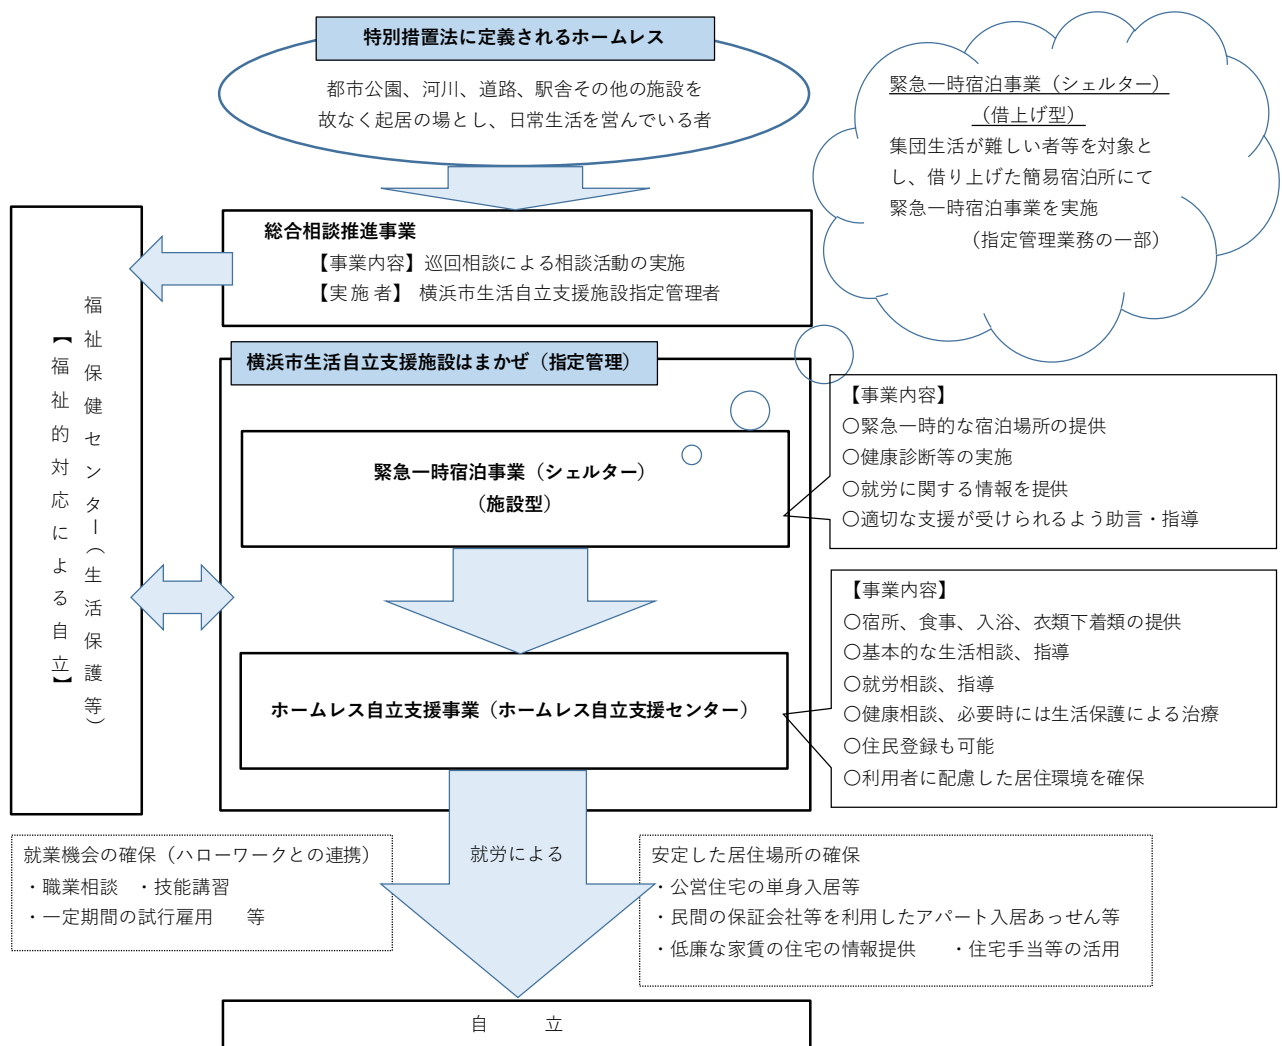 特別措置法に定義されるホームレス
都市公園、河川、道路、駅舎その他の施設を
故なく起居の場とし、日常生活を営んでいる者
緊急一時宿泊事業（シェルター）
（借上げ型）
集団生活が難しい者等を対象と
し、借り上げた簡易宿泊所にて
緊急一時宿泊事業を実施
（指定管理業務の一部）
総合相談推進事業
【事業内容】巡回相談による相談活動の実施
【実 施 者】 横浜市生活自立支援施設指定管理者
福祉保健センター（生活保護等）
【福祉的対応による自立】
横浜市生活自立支援施設はまかぜ（指定管理）
緊急一時宿泊事業（シェルター）
（施設型）
【事業内容】
〇緊急一時的な宿泊場所の提供
〇健康診断等の実施
〇就労に関する情報を提供
〇適切な支援が受けられるよう助言・指導
ホームレス自立支援事業（ホームレス自立支援センター）
【事業内容】
〇宿所、食事、入浴、衣類下着類の提供
〇基本的な生活相談、指導
〇就労相談、指導
〇健康相談、必要時には生活保護による治療
〇住民登録も可能
〇利用者に配慮した居住環境を確保
就業機会の確保（ハローワークとの連携）
・職業相談　・技能講習
・一定期間の試行雇用　　等
就労による
安定した居住場所の確保
・公営住宅の単身入居等
・民間の保証会社等を利用したアパート入居あっせん等
・低廉な家賃の住宅の情報提供　　・住宅手当等の活用
自　　　立